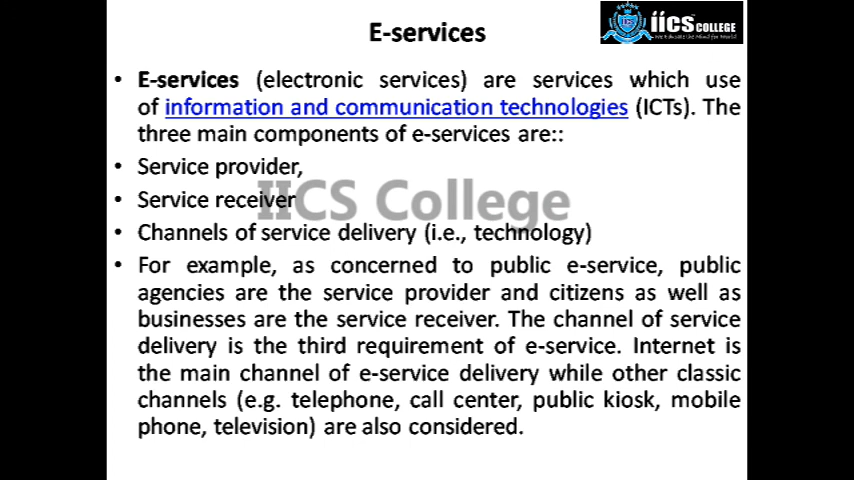 E-services
iics COLLEGE
• E-services (electronic services) are services which use
of information and communication technologies (ICTs). The
three main components of e-services are::
• Service provider,
• Service receiver
IICS College
• Channels of service delivery (i.e., technology)
• For example, as concerned to public e-service, public
agencies are the service provider and citizens as well as
businesses are the service receiver. The channel of service
delivery is the third requirement of e-service. Internet is
the main channel of e-service delivery while other classic
channels (e.g. telephone, call center, public kiosk, mobile
phone, television) are also considered.